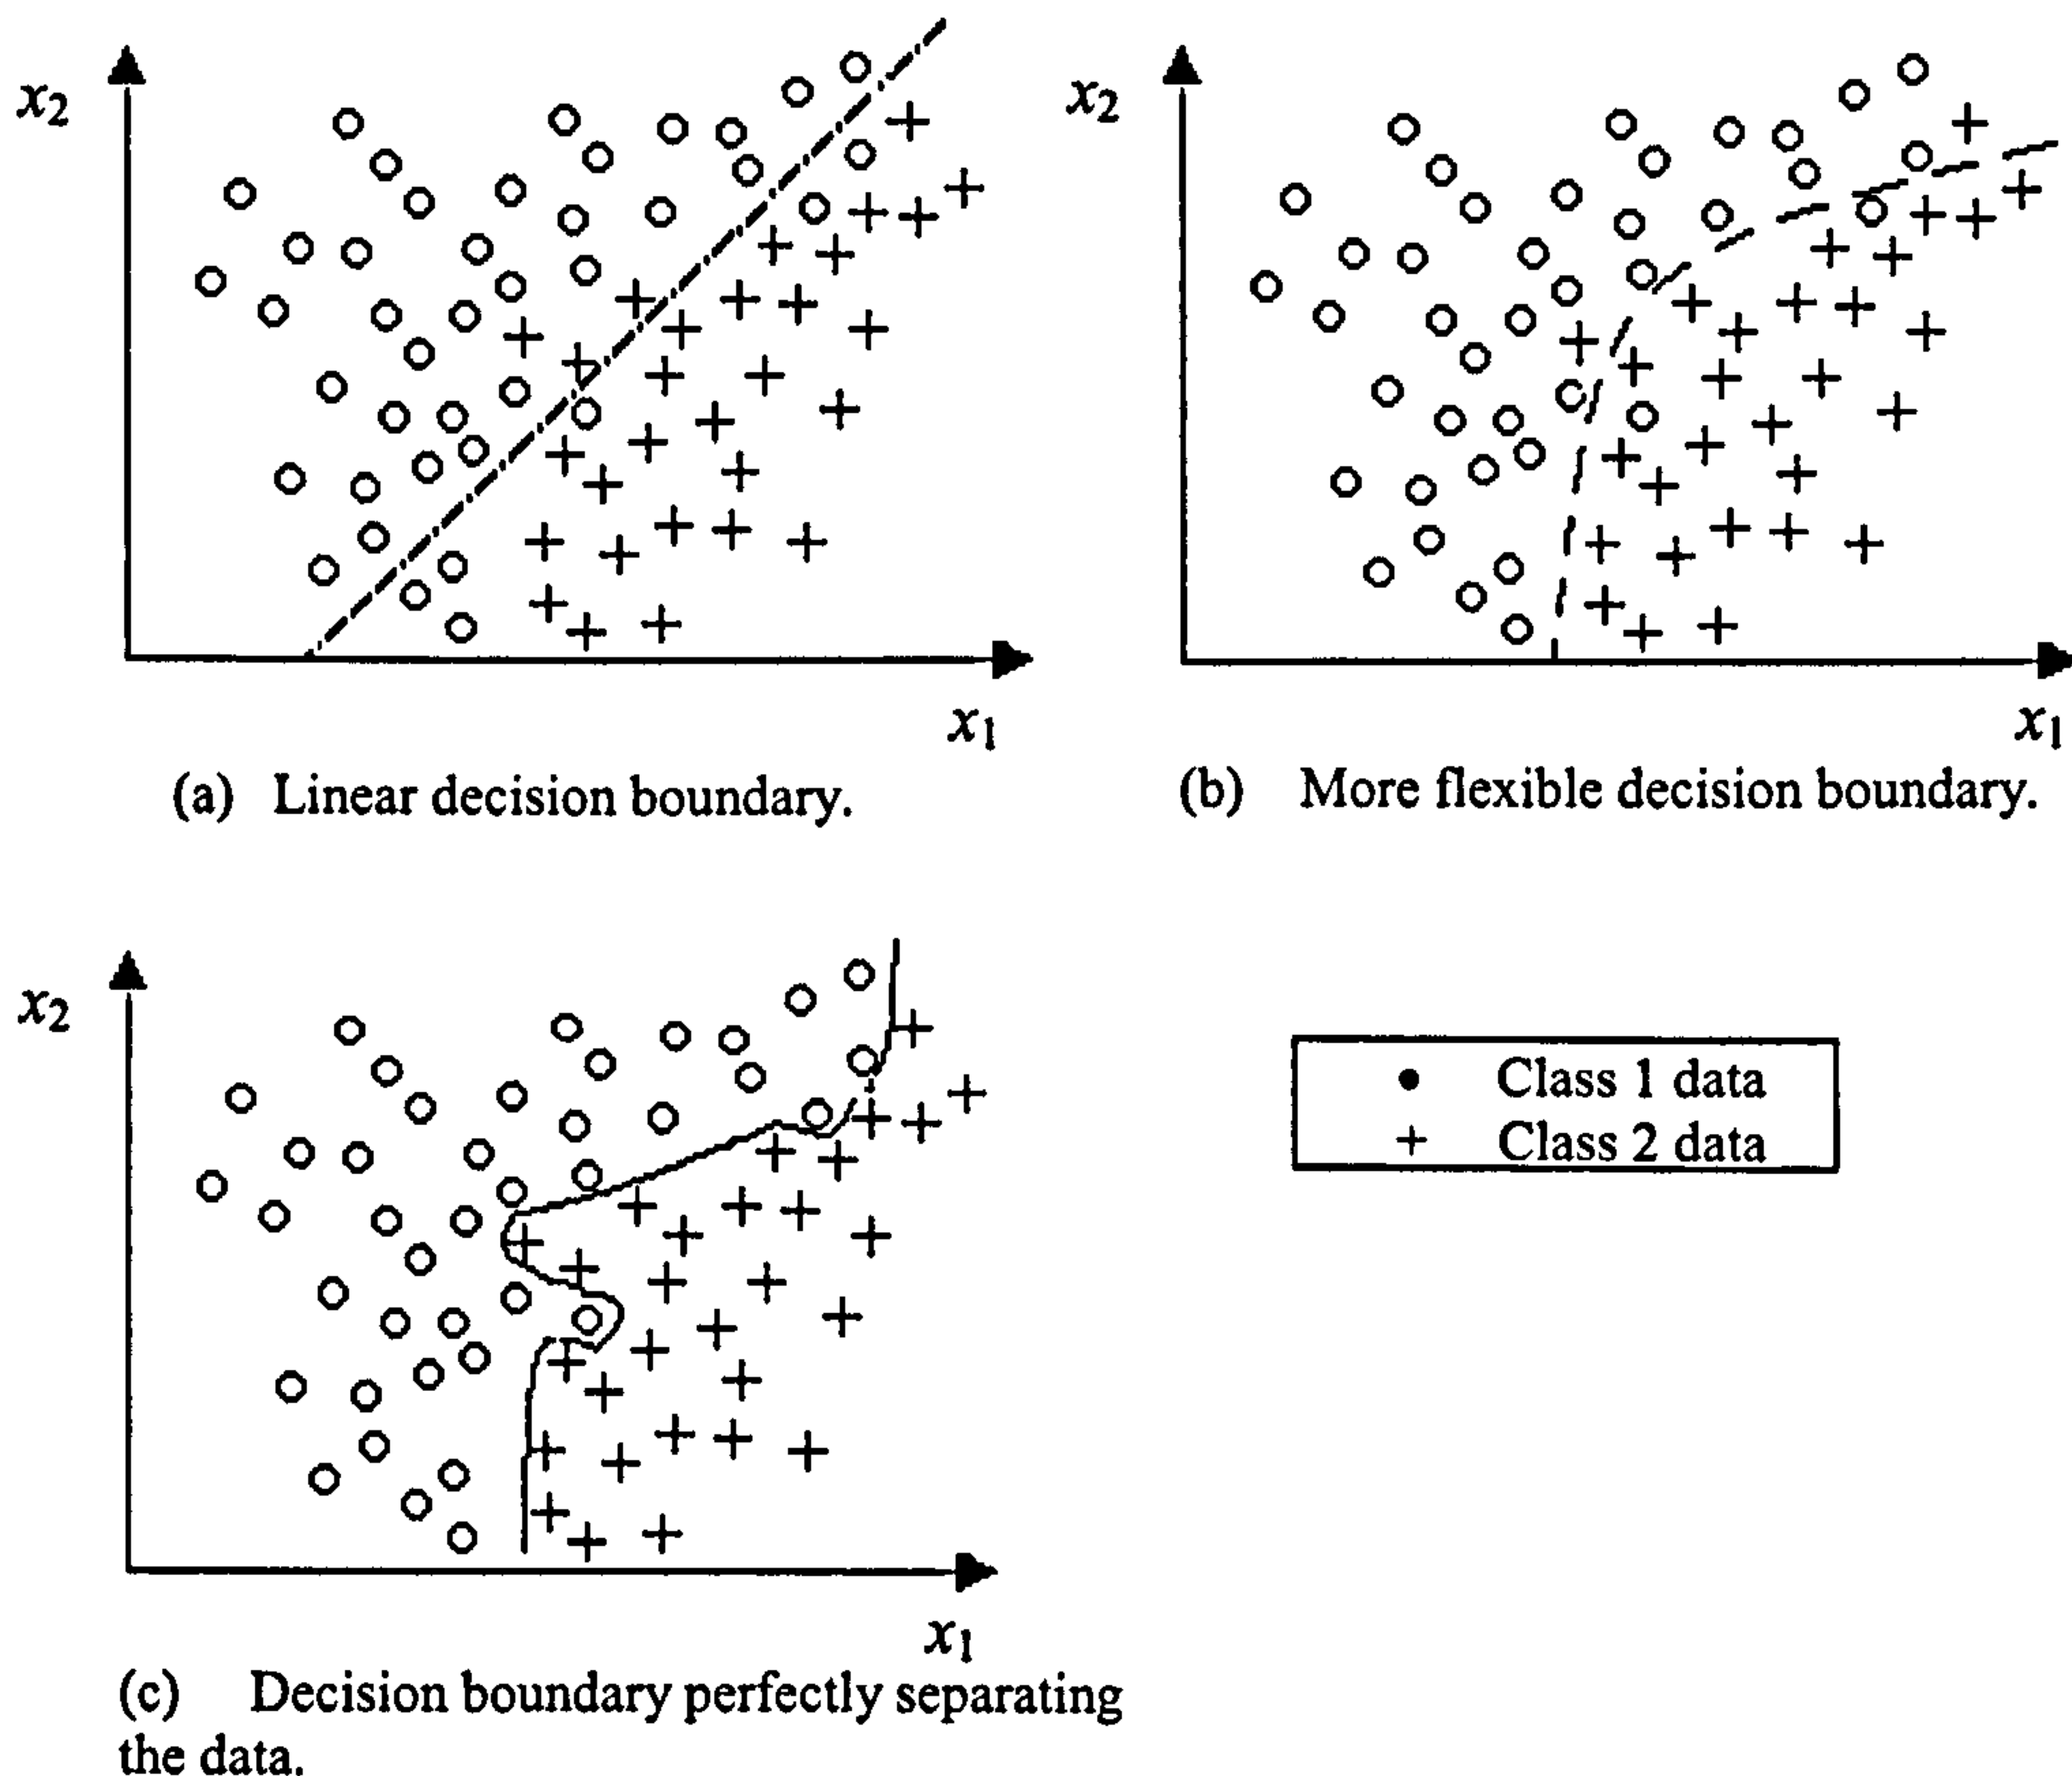 x2
x1
(a) Linear decision boundary.
x2
x1
(b) More flexible decision boundary.
x2
x1
(c) Decision boundary perfectly separating
the data.
Class 1 data
Class 2 data